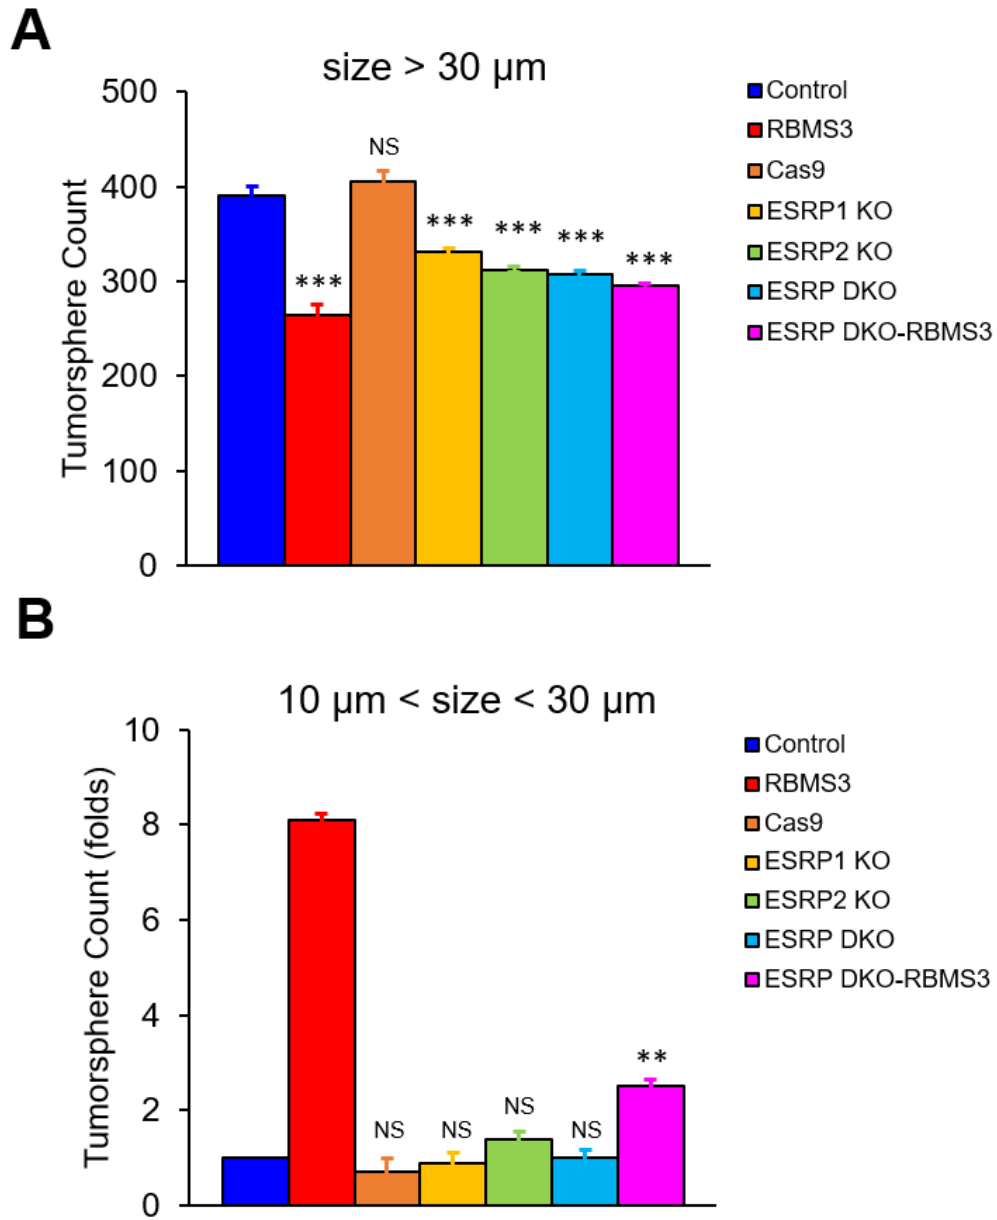 A
size > 30 µm
500
400
300
200
100
0
Tumorsphere Count
***
NS
***
***
***
***
Control
RBMS3
Cas9
ESRP1 KO
ESRP2 KO
ESRP DKO
ESRP DKO-RBMS3
B
10 µm < size < 30 µm
10
8
6
4
2
0
Tumorsphere Count (folds)
NS
NS
NS
NS
**
Control
RBMS3
Cas9
ESRP1 KO
ESRP2 KO
ESRP DKO
ESRP DKO-RBMS3